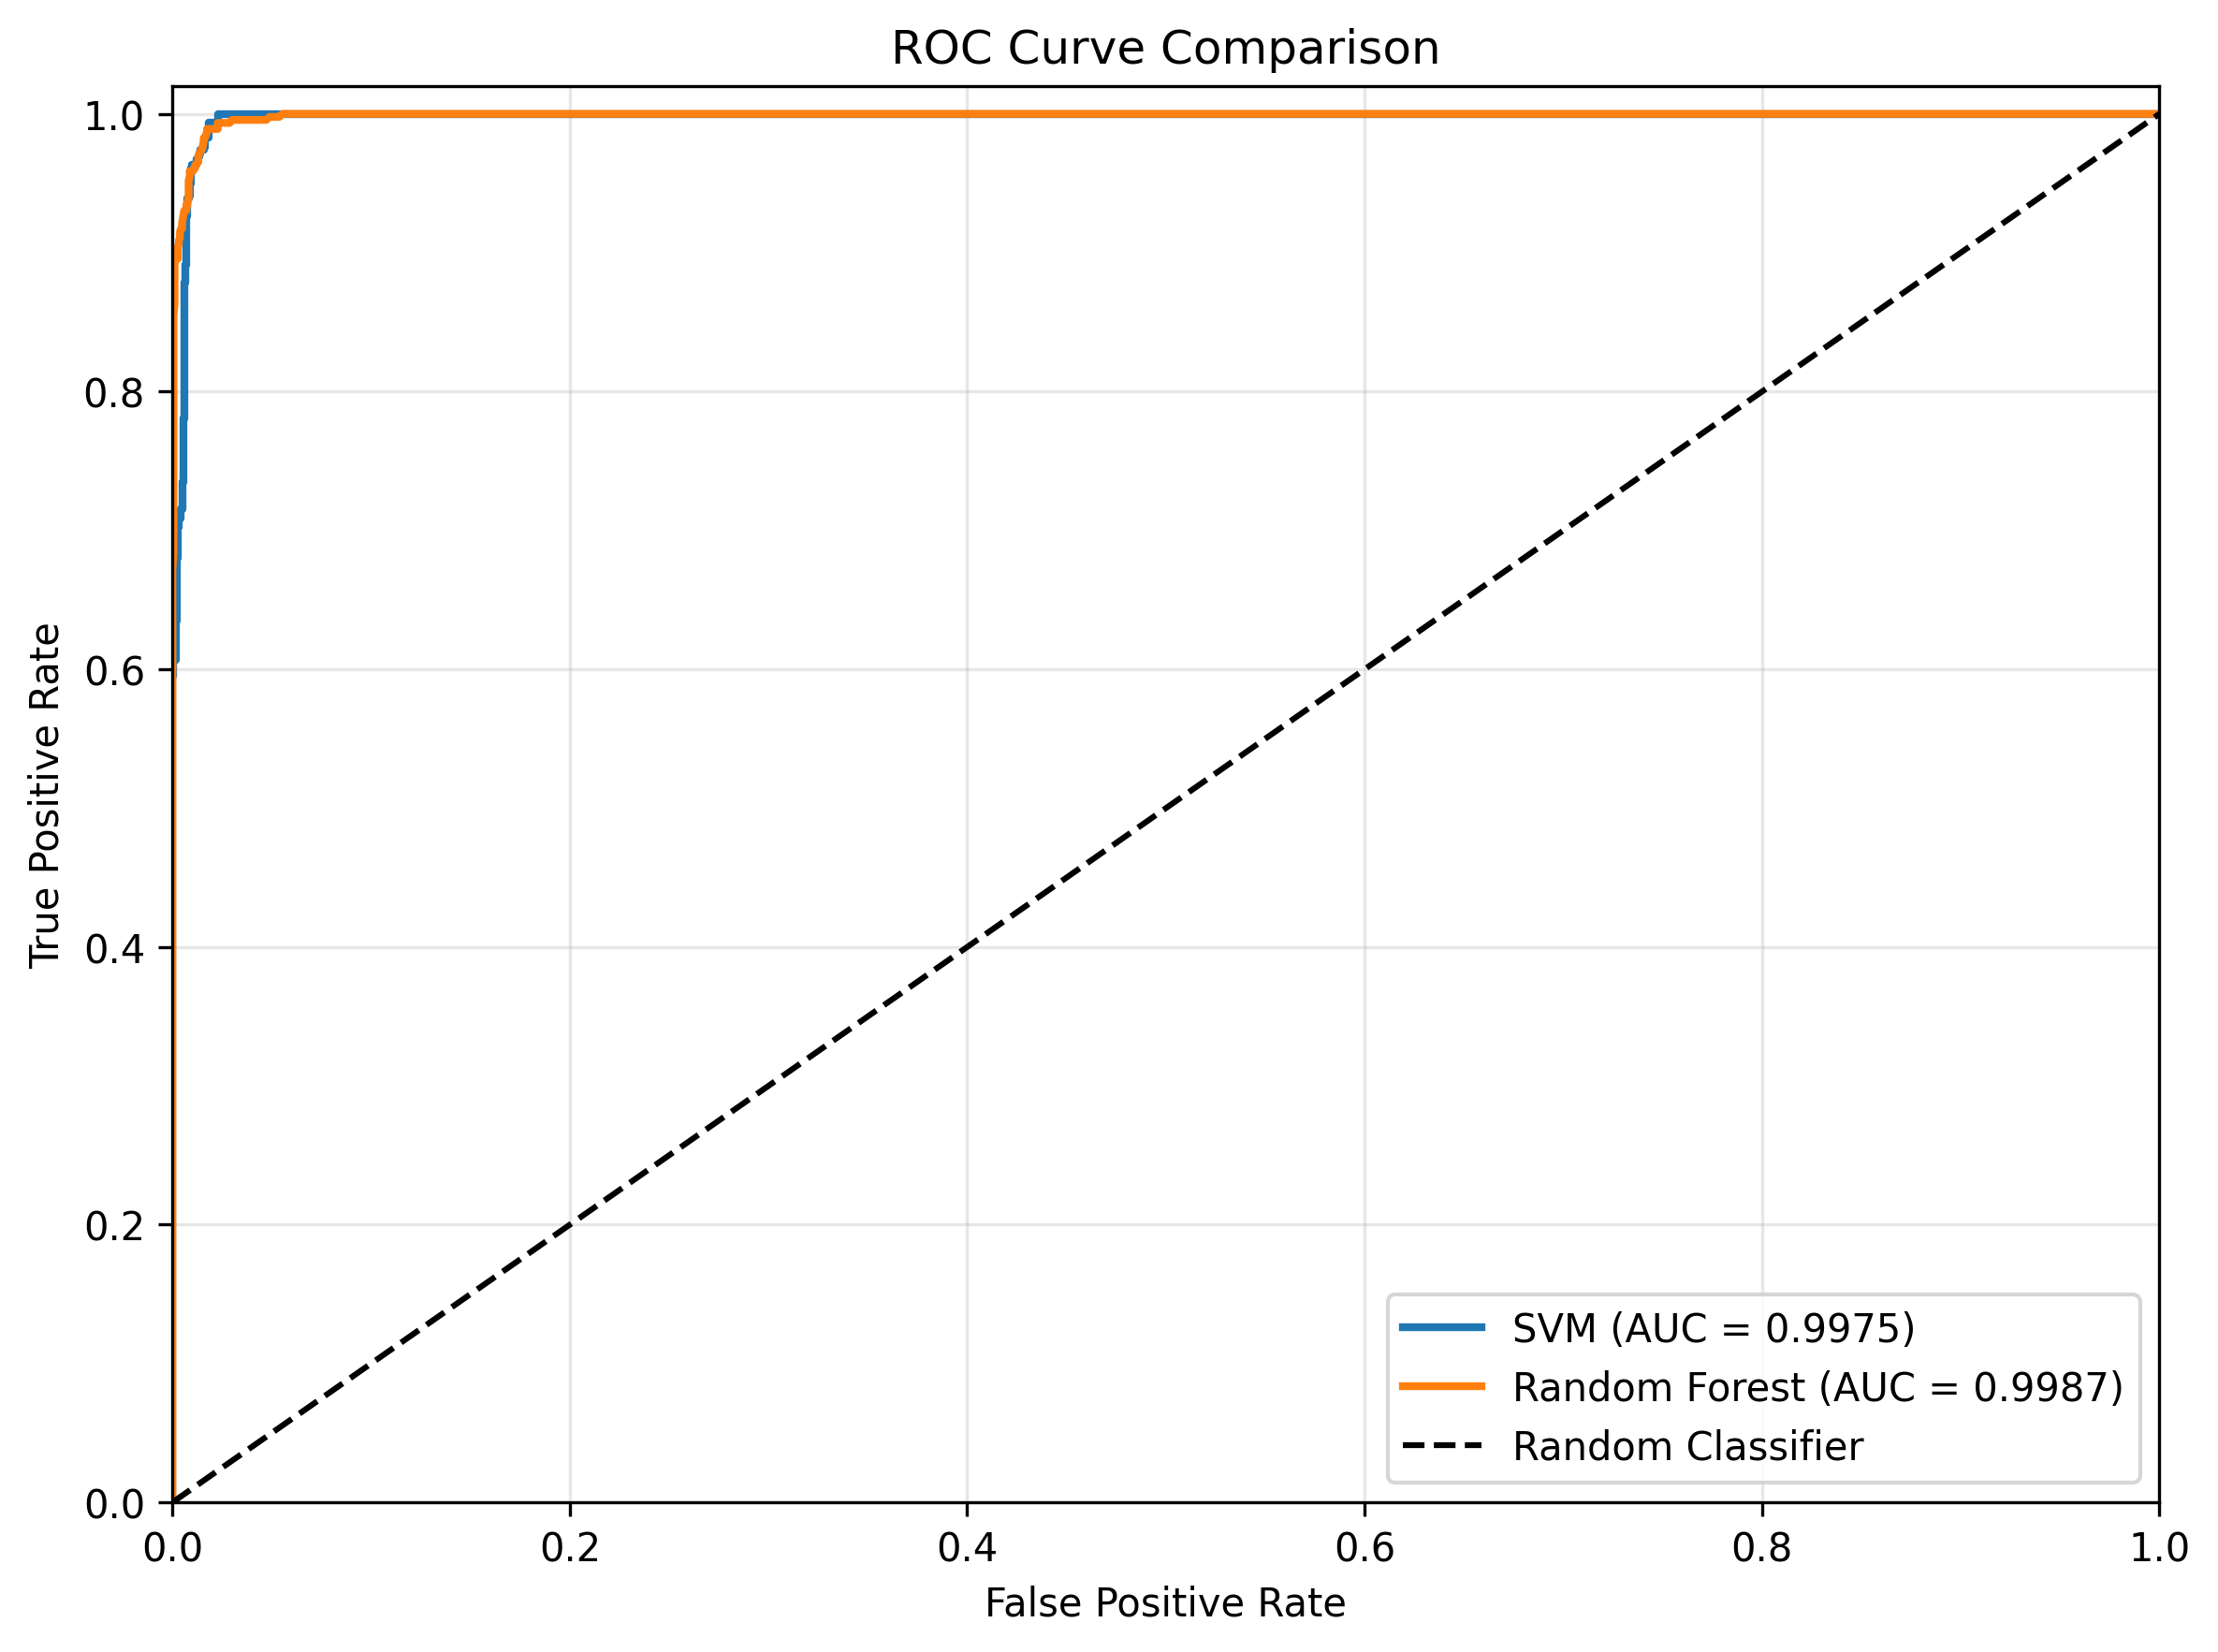 ROC Curve Comparison
True Positive Rate
1.0
0.8
0.6
0.4
0.2
0.0
SVM (AUC = 0.9975)
Random Forest (AUC = 0.9987)
Random Classifier
0.0 0.2 0.4 0.6 0.8 1.0
False Positive Rate